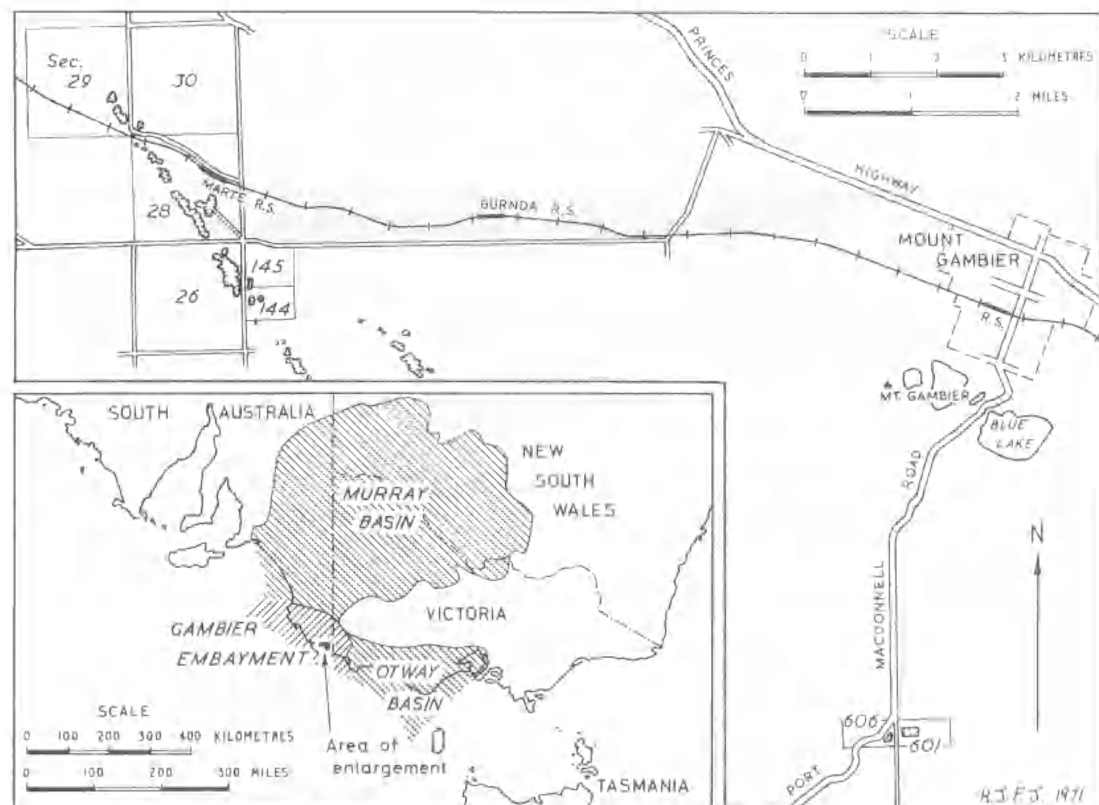 PRINCES
HIGHWAY
SCALE
0 1 2 3 KILOMETRES
0 1 2 MILES
Sec.
29
30
MARTE R.S.
BURNDA R.S.
28
145
26
144
MOUNT
GAMBIER
R.S.
MT. GAMBIER
BLUE
LAKE
ROAD
MACDONNELL
PORT
606
601
N
R.J.F.J. 1971
SOUTH AUSTRALIA
NEW
SOUTH
WALES
MURRAY
BASIN
VICTORIA
GAMBIER
EMBAYMENT
OTWAY
BASIN
SCALE
0 100 200 300 400 KILOMETRES
0 100 200 300 MILES
Area of
enlargement
TASMANIA